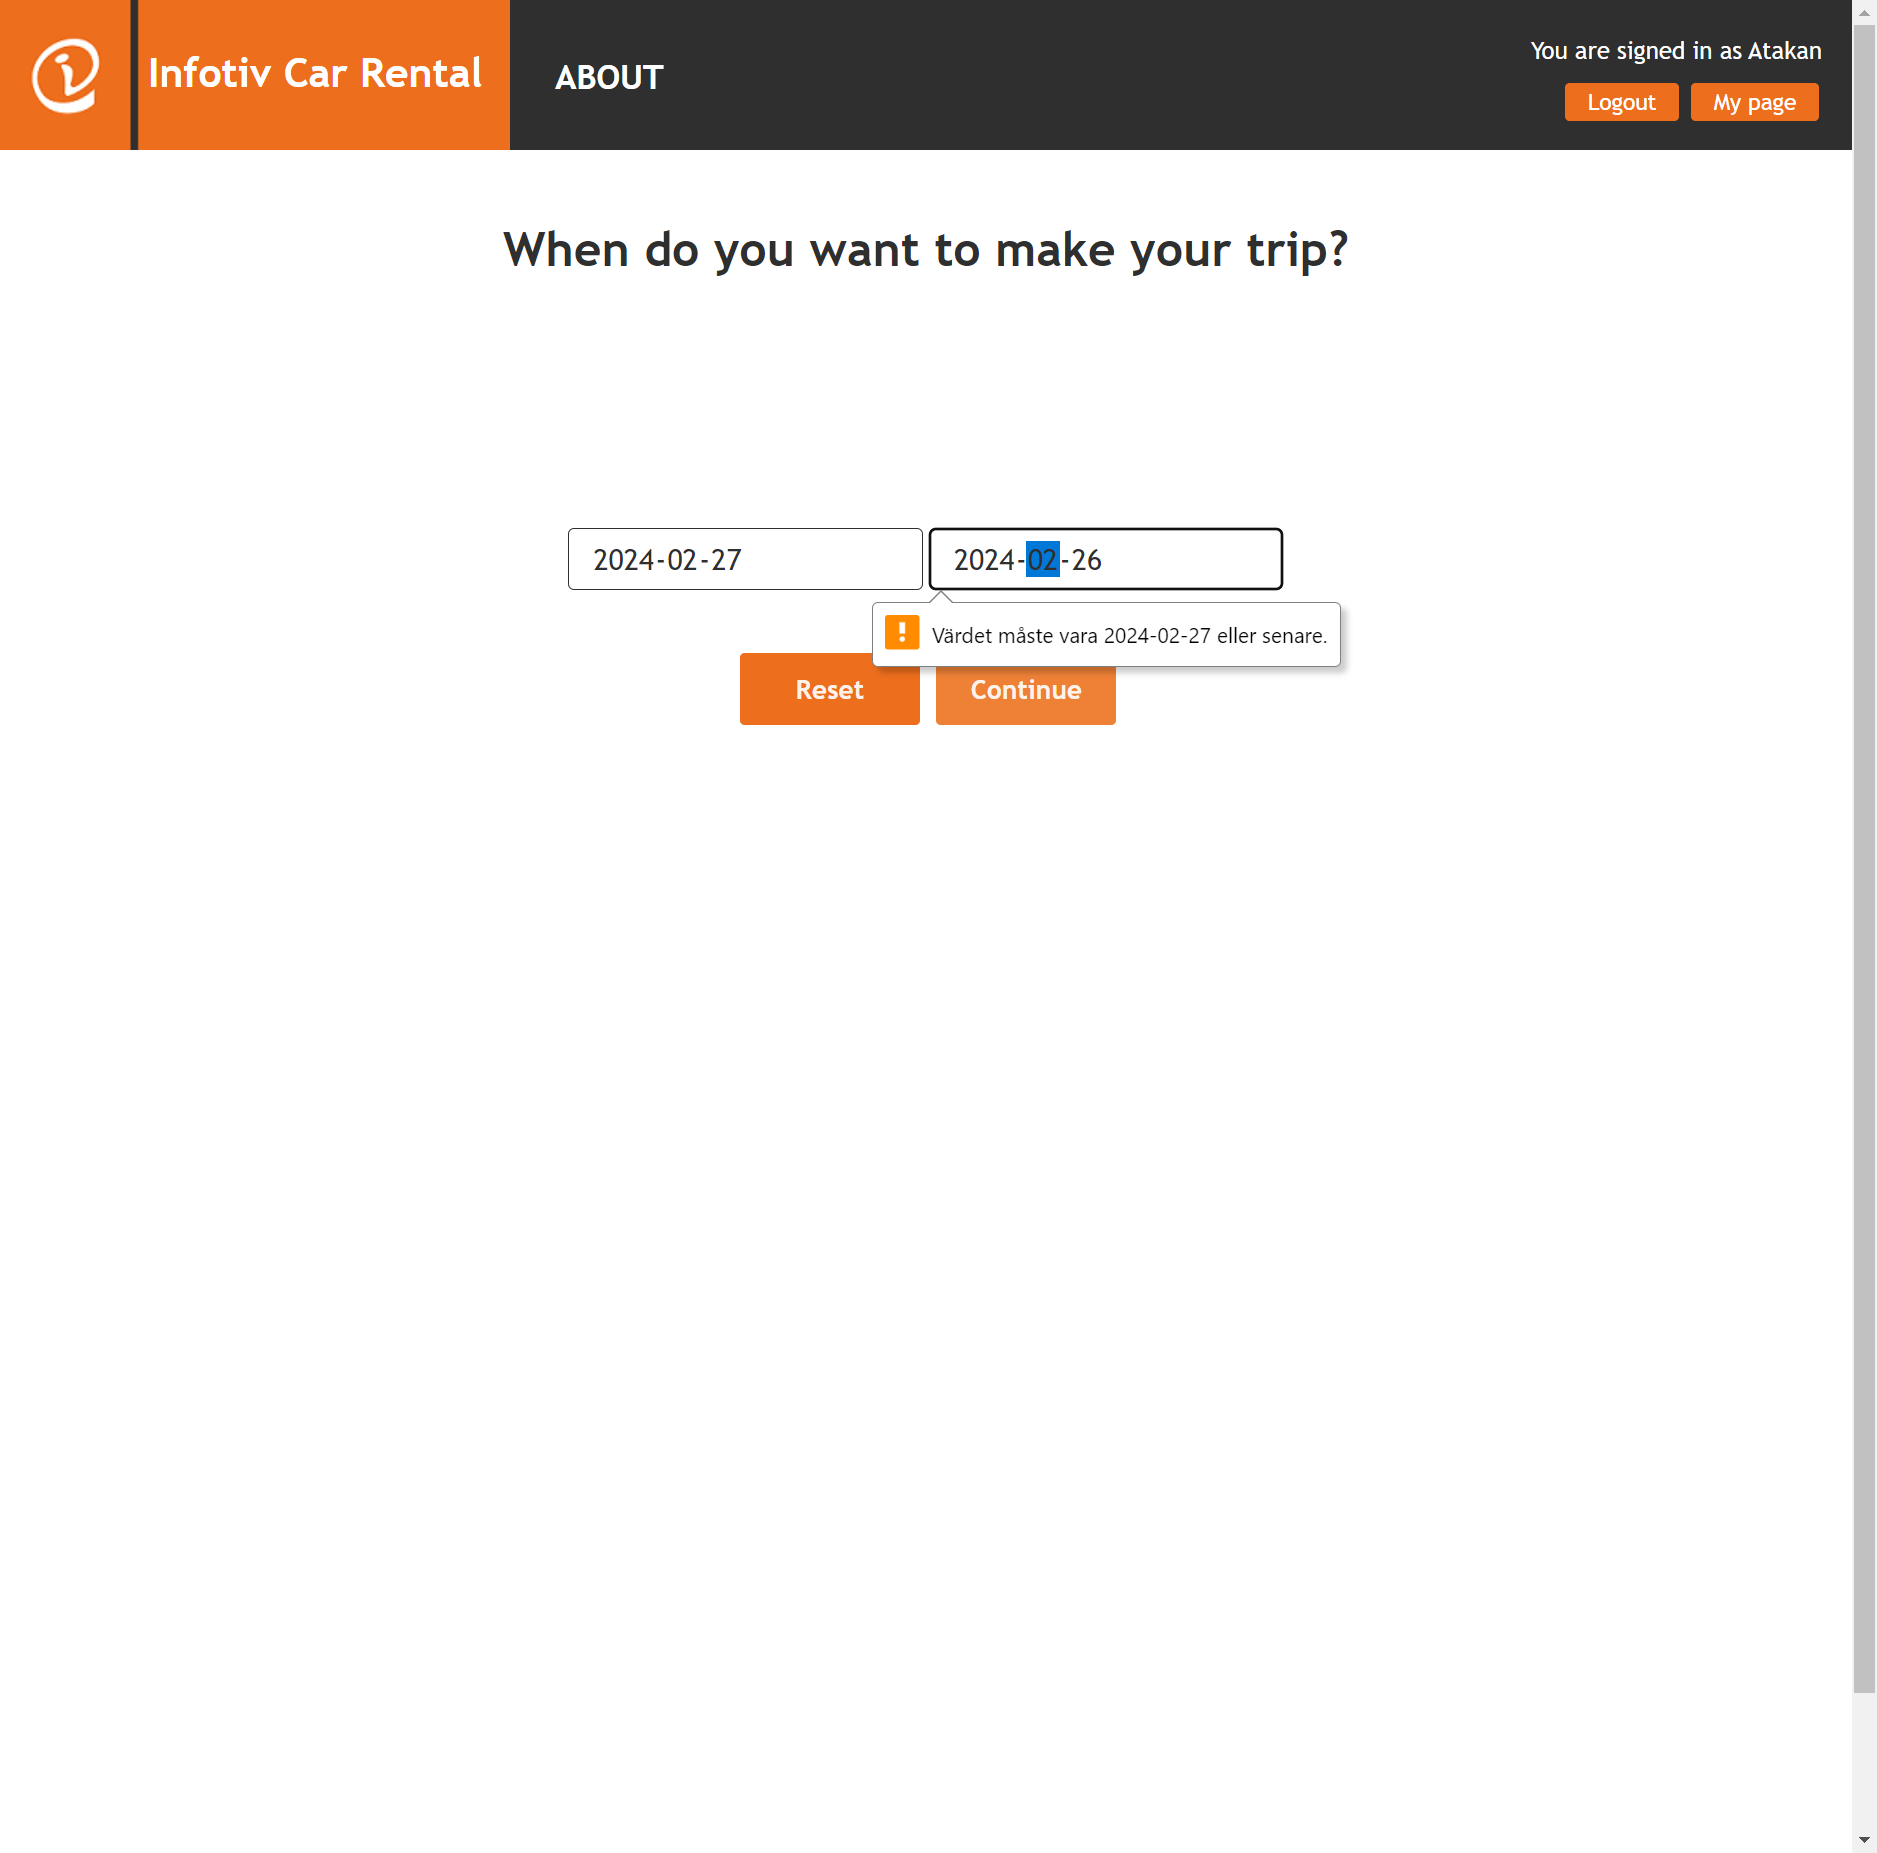 Infotiv Car Rental
ABOUT
You are signed in as Atakan
Logout
My page
When do you want to make your trip?
2024-02-27
2024-02-26
Värdet måste vara 2024-02-27 eller senare.
Reset
Continue